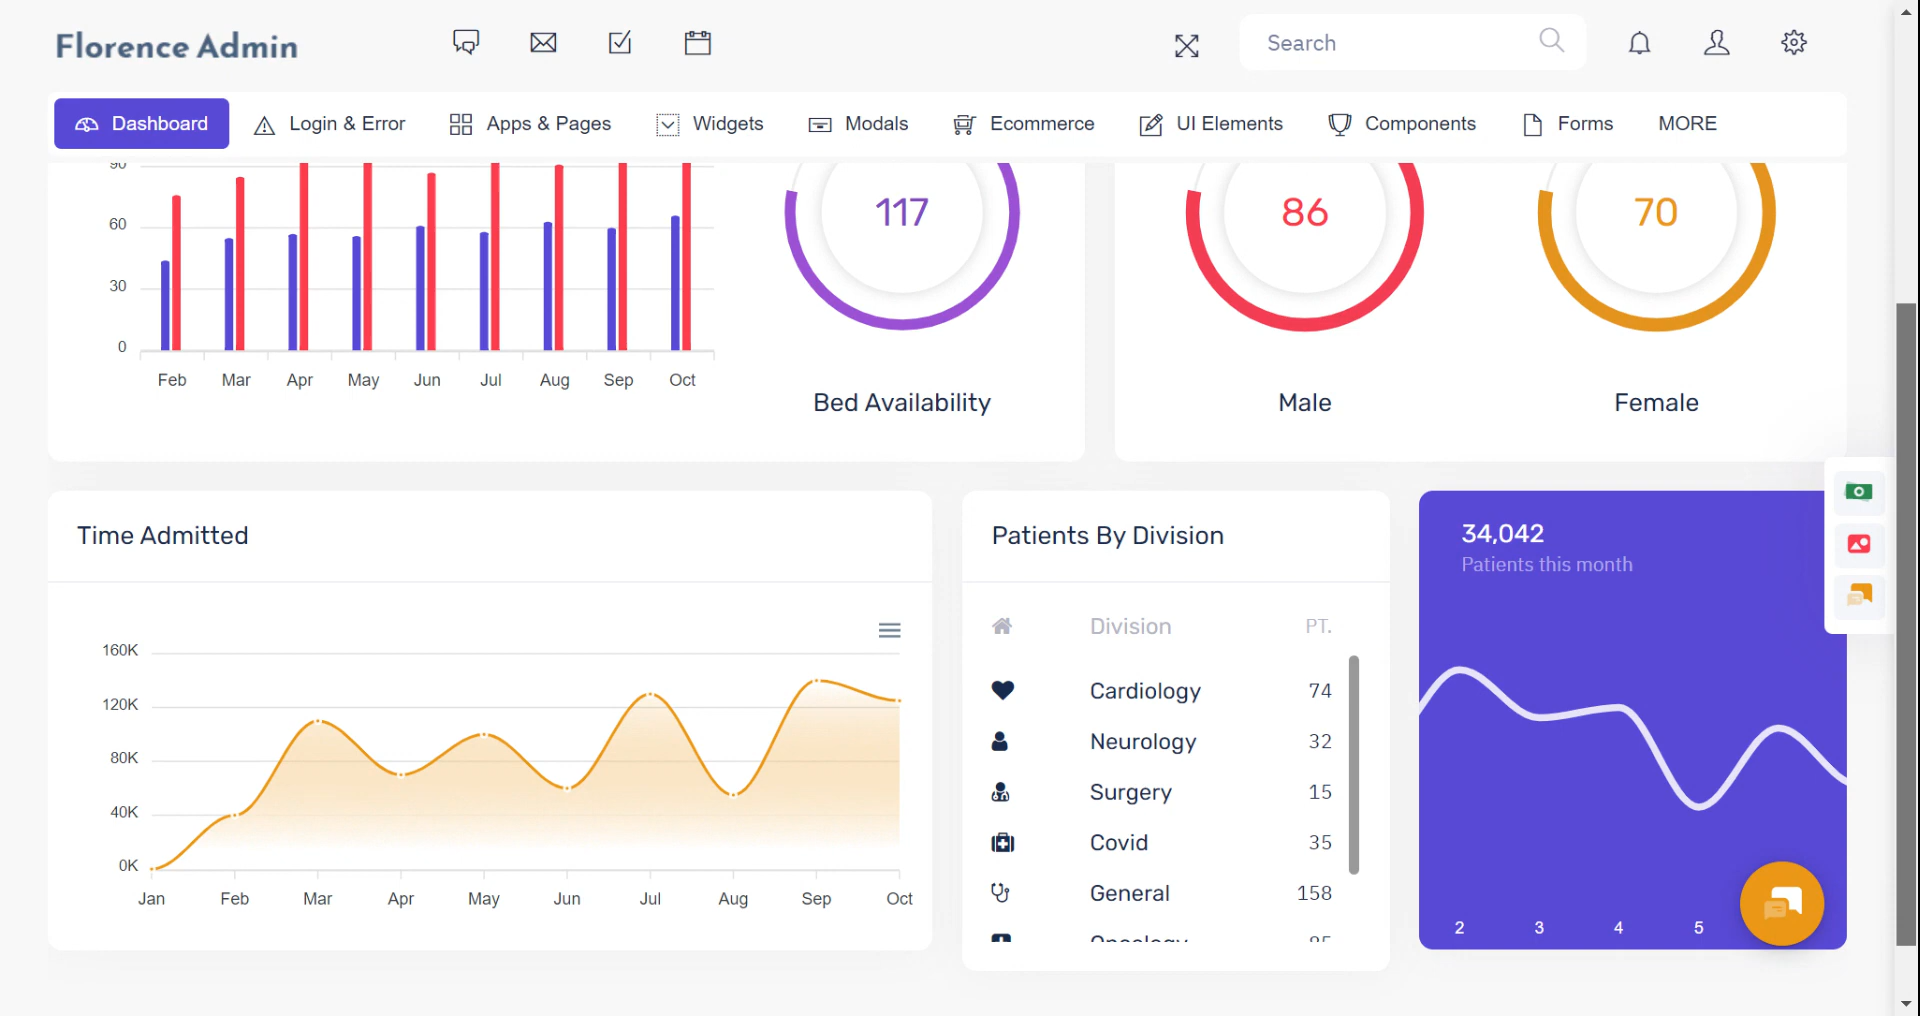 Florence Admin
Search
Dashboard Login & Error Apps & Pages Widgets Modals Ecommerce UI Elements Components Forms MORE
90
60
30
0
Feb Mar Apr May Jun Jul Aug Sep Oct
117
Bed Availability
86
Male
70
Female
Time Admitted
160K
120K
80K
40K
0K
Jan Feb Mar Apr May Jun Jul Aug Sep Oct
Patients By Division
Division PT.
Cardiology 74
Neurology 32
Surgery 15
Covid 35
General 158
Oncology 85
34,042
Patients this month
2 3 4 5